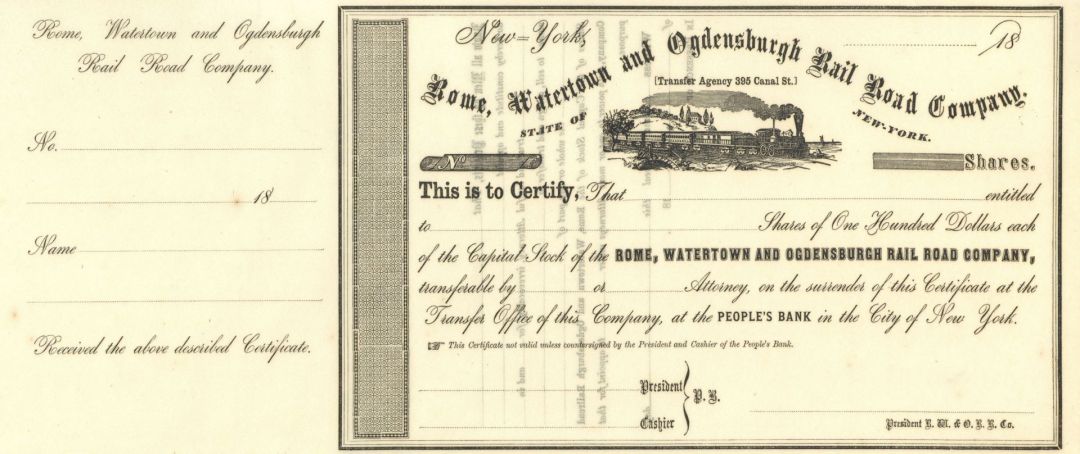 Rome, Watertown and Ogdensburgh
Rail Road Company.
No.
18
Name
Received the above described Certificate.
New=York,
18
Rome, Watertown and Ogdensburgh Rail Road Company.
(Transfer Agency 395 Canal St.)
STATE OF
NEW-YORK.
No
Shares.
This is to Certify, That entitled
to Shares of One Hundred Dollars each
of the Capital Stock of the ROME, WATERTOWN AND OGDENSBURGH RAIL ROAD COMPANY,
transferable by or Attorney, on the surrender of this Certificate at the
Transfer Office of this Company, at the PEOPLE'S BANK in the City of New York.
☞ This Certificate not valid unless countersigned by the President and Cashier of the People's Bank.
President
P. B.
Cashier
President R. W. & O. R. R. Co.